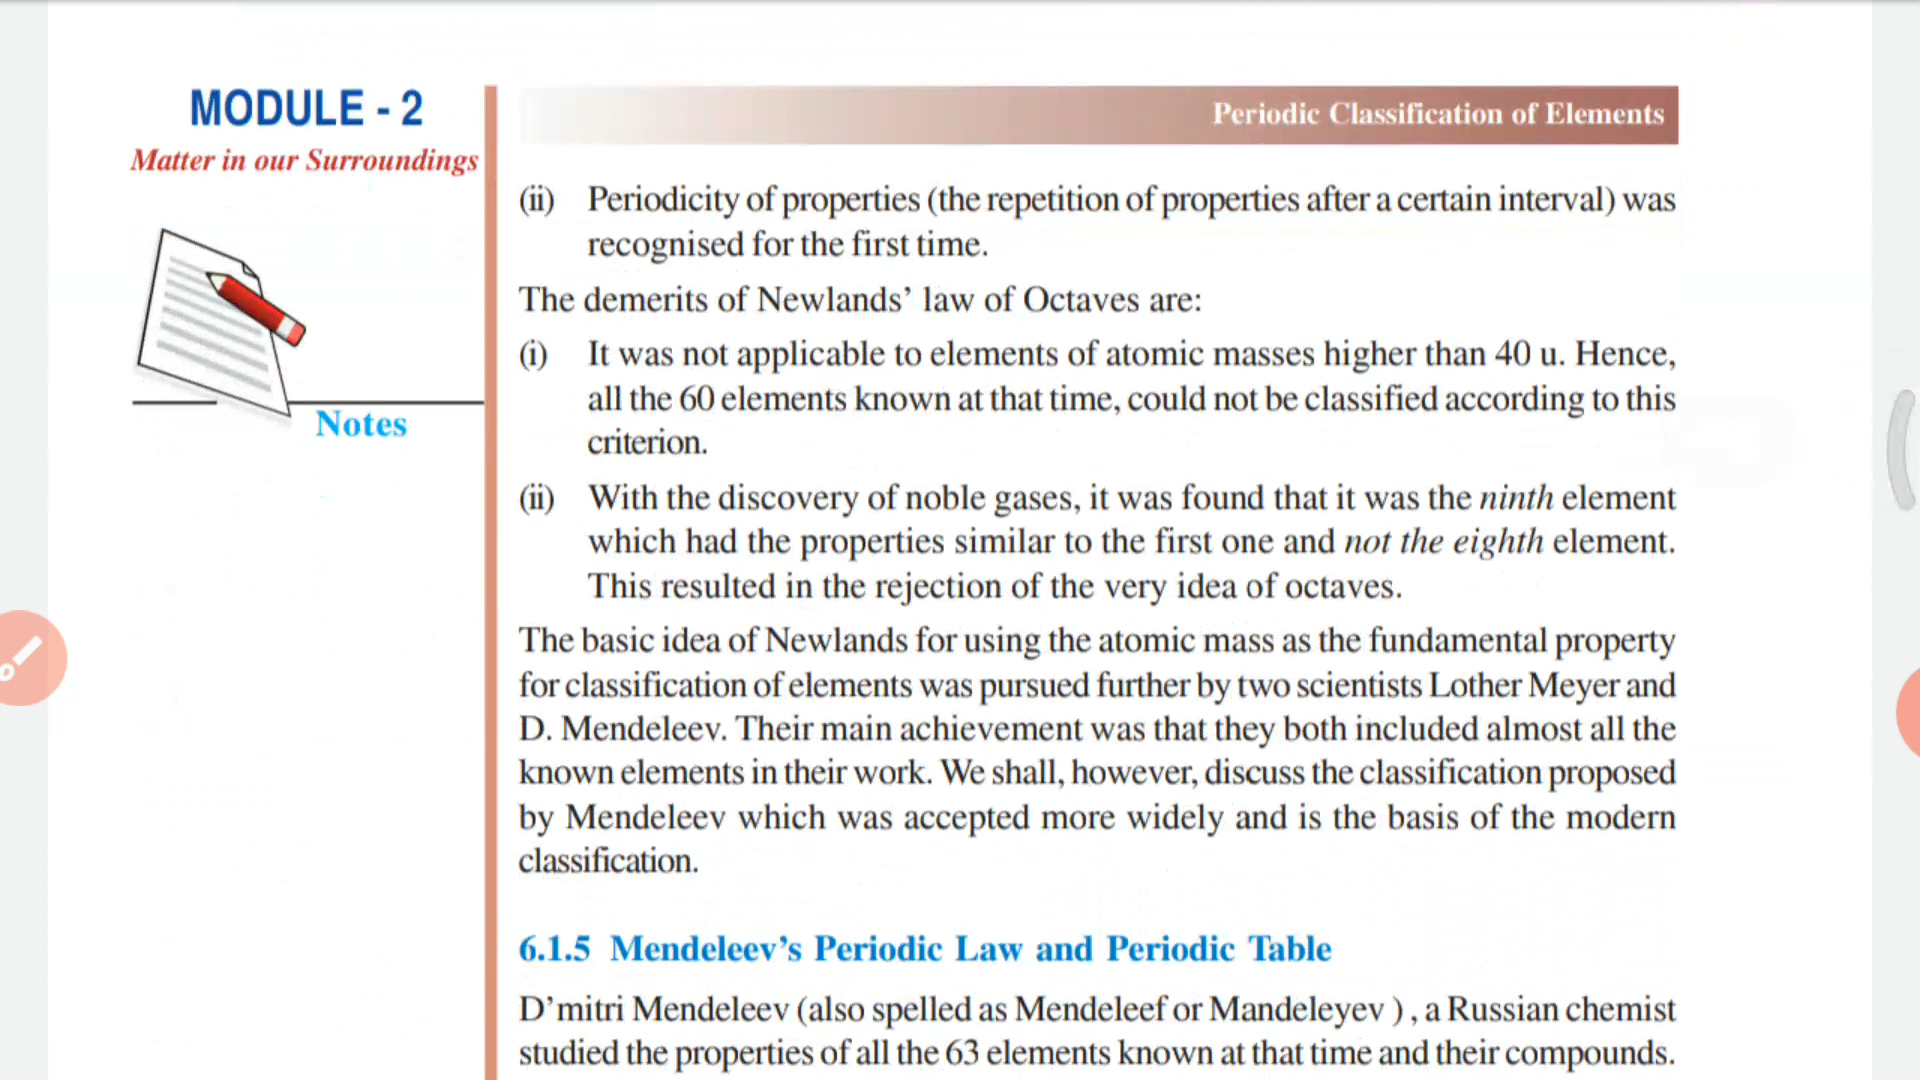 MODULE - 2
Matter in our Surroundings
Notes
Periodic Classification of Elements
(ii) Periodicity of properties (the repetition of properties after a certain interval) was
recognised for the first time.
The demerits of Newlands’ law of Octaves are:
(i) It was not applicable to elements of atomic masses higher than 40 u. Hence,
all the 60 elements known at that time, could not be classified according to this
criterion.
(ii) With the discovery of noble gases, it was found that it was the ninth element
which had the properties similar to the first one and not the eighth element.
This resulted in the rejection of the very idea of octaves.
The basic idea of Newlands for using the atomic mass as the fundamental property
for classification of elements was pursued further by two scientists Lother Meyer and
D. Mendeleev. Their main achievement was that they both included almost all the
known elements in their work. We shall, however, discuss the classification proposed
by Mendeleev which was accepted more widely and is the basis of the modern
classification.
6.1.5 Mendeleev’s Periodic Law and Periodic Table
D’mitri Mendeleev (also spelled as Mendeleef or Mandeleyev ) , a Russian chemist
studied the properties of all the 63 elements known at that time and their compounds.